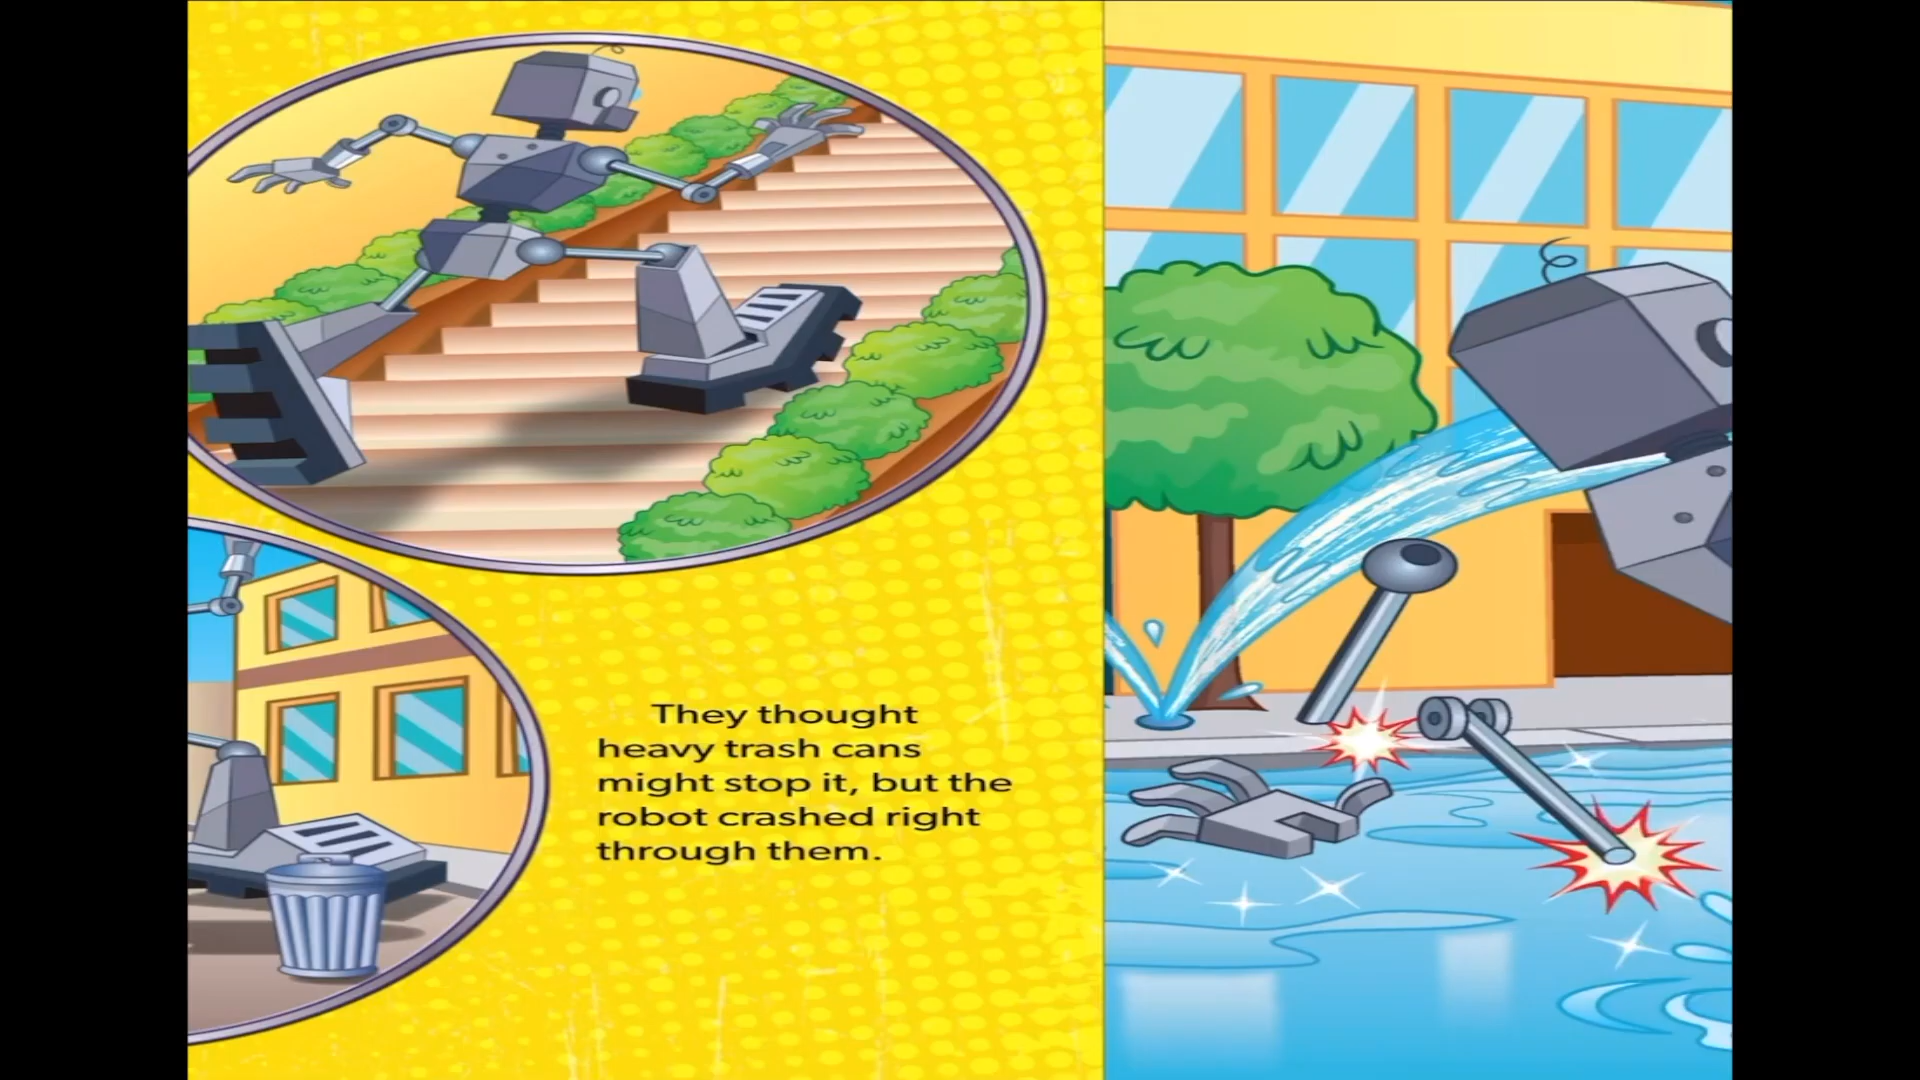 They thought
heavy trash cans
might stop it, but the
robot crashed right
through them.